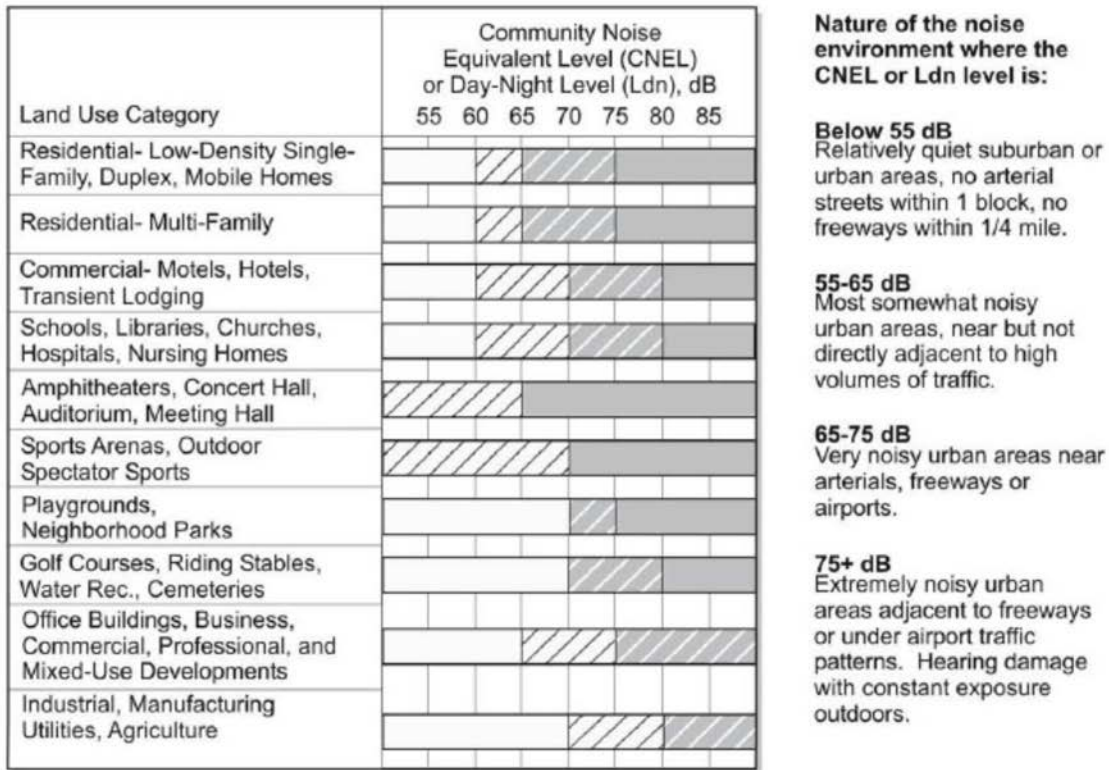 Community Noise
Equivalent Level (CNEL)
or Day-Night Level (Ldn), dB
Land Use Category
55 60 65 70 75 80 85
Residential- Low-Density Single-
Family, Duplex, Mobile Homes
Residential- Multi-Family
Commercial- Motels, Hotels,
Transient Lodging
Schools, Libraries, Churches,
Hospitals, Nursing Homes
Amphitheaters, Concert Hall,
Auditorium, Meeting Hall
Sports Arenas, Outdoor
Spectator Sports
Playgrounds,
Neighborhood Parks
Golf Courses, Riding Stables,
Water Rec., Cemeteries
Office Buildings, Business,
Commercial, Professional, and
Mixed-Use Developments
Industrial, Manufacturing
Utilities, Agriculture
Nature of the noise
environment where the
CNEL or Ldn level is:
Below 55 dB
Relatively quiet suburban or
urban areas, no arterial
streets within 1 block, no
freeways within 1/4 mile.
55-65 dB
Most somewhat noisy
urban areas, near but not
directly adjacent to high
volumes of traffic.
65-75 dB
Very noisy urban areas near
arterials, freeways or
airports.
75+ dB
Extremely noisy urban
areas adjacent to freeways
or under airport traffic
patterns. Hearing damage
with constant exposure
outdoors.